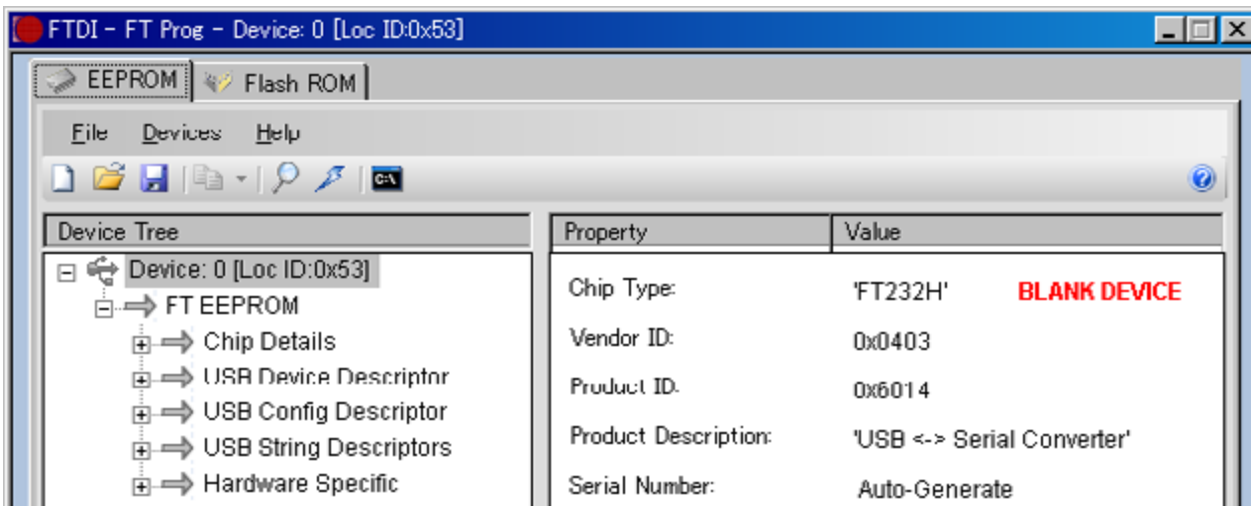 FTDI - FT Prog - Device: 0 [Loc ID:0x53]
EEPROM Flash ROM
File Devices Help
C:\
Device Tree Property Value
Device: 0 [Loc ID:0x53]
FT EEPROM
Chip Details
USB Device Descriptor
USB Config Descriptor
USB String Descriptors
Hardware Specific
Chip Type: 'FT232H' BLANK DEVICE
Vendor ID: 0x0403
Product ID: 0x6014
Product Description: 'USB <-> Serial Converter'
Serial Number: Auto-Generate